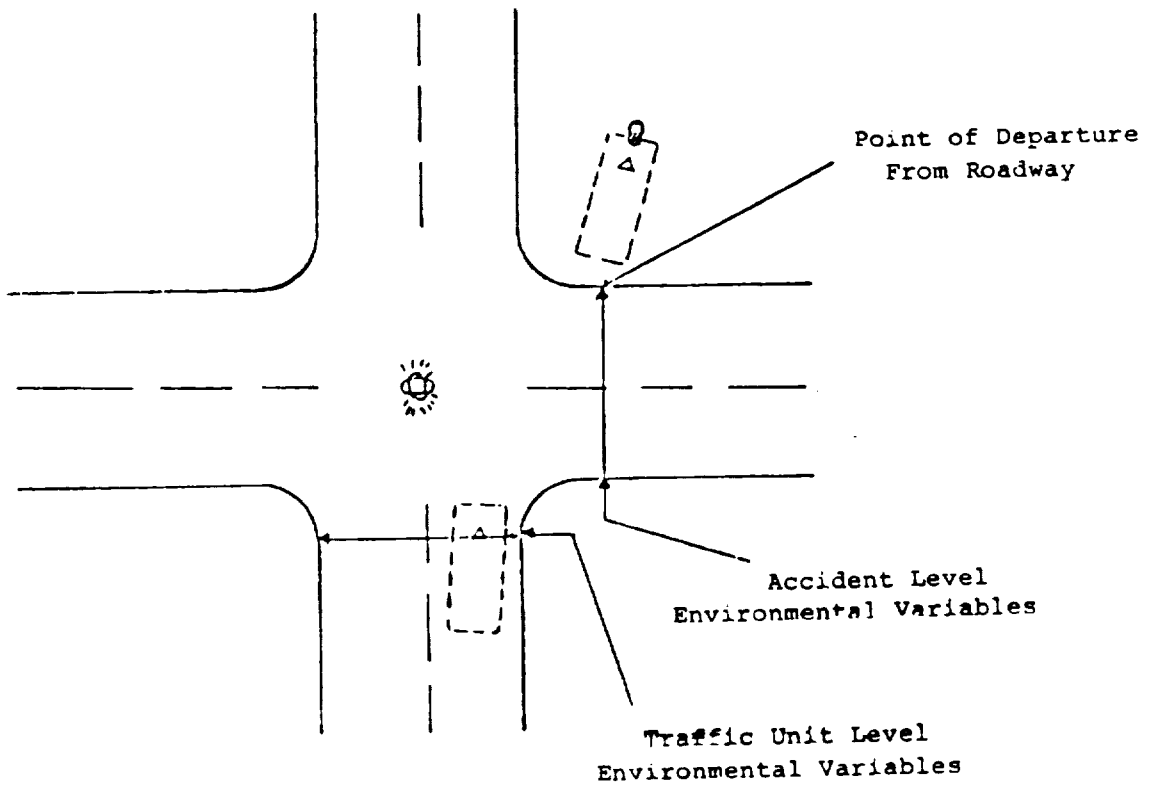 Point of Departure
From Roadway
Accident Level
Environmental Variables
Traffic Unit Level
Environmental Variables